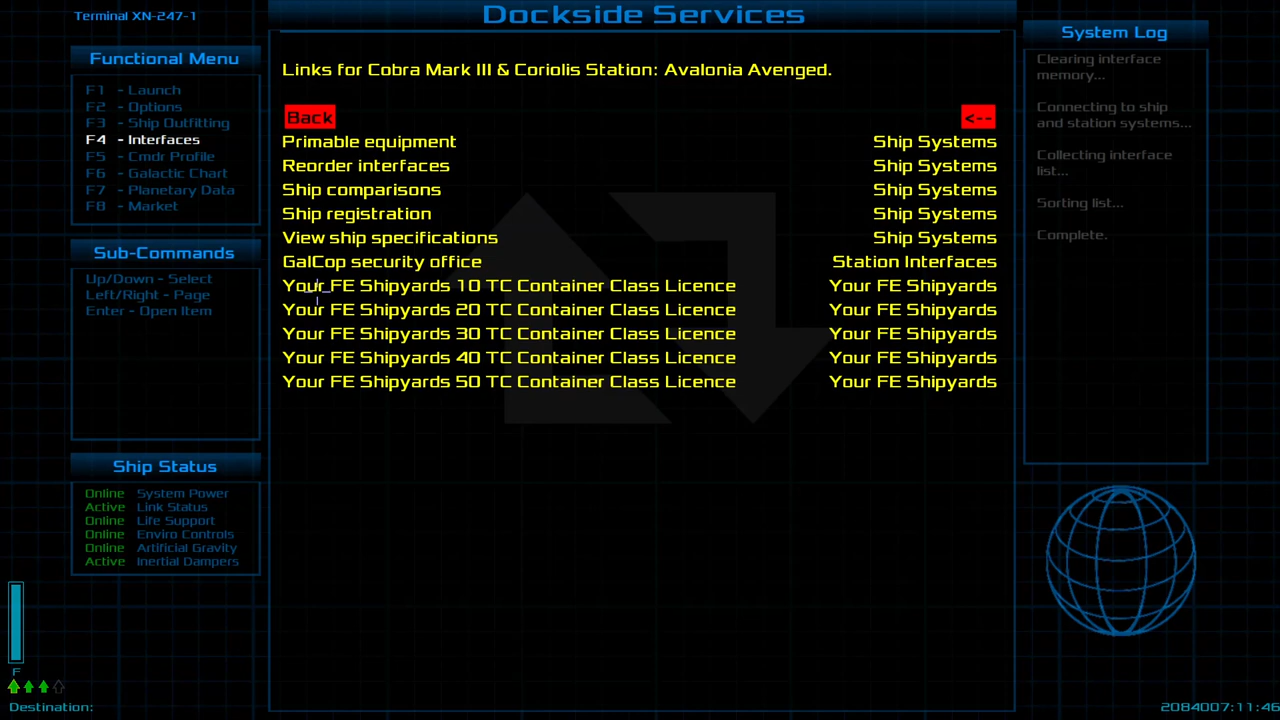 Terminal XN-247-1
Dockside Services
Functional Menu
F1 - Launch
F2 - Options
F3 - Ship Outfitting
F4 - Interfaces
F5 - Cmdr Profile
F6 - Galactic Chart
F7 - Planetary Data
F8 - Market
Sub-Commands
Up/Down - Select
Left/Right - Page
Enter - Open Item
Ship Status
Online System Power
Active Link Status
Online Life Support
Online Enviro Controls
Online Artificial Gravity
Active Inertial Dampers
F
Destination:
Links for Cobra Mark III & Coriolis Station: Avalonia Avenged.
Back <--
Primable equipment Ship Systems
Reorder interfaces Ship Systems
Ship comparisons Ship Systems
Ship registration Ship Systems
View ship specifications Ship Systems
GalCop security office Station Interfaces
Your FE Shipyards 10 TC Container Class Licence Your FE Shipyards
Your FE Shipyards 20 TC Container Class Licence Your FE Shipyards
Your FE Shipyards 30 TC Container Class Licence Your FE Shipyards
Your FE Shipyards 40 TC Container Class Licence Your FE Shipyards
Your FE Shipyards 50 TC Container Class Licence Your FE Shipyards
System Log
Clearing interface
memory...
Connecting to ship
and station systems...
Collecting interface
list...
Sorting list...
Complete.
2084007:11:46